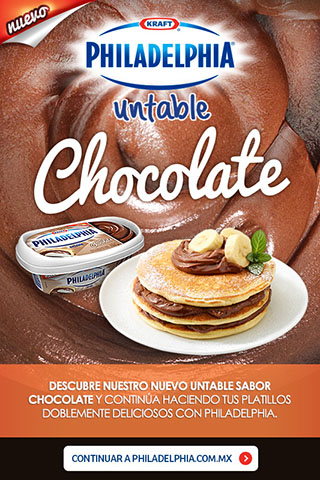 nuevo
KRAFT
PHILADELPHIA
untable
Chocolate
PHILADELPHIA
DESCUBRE NUESTRO NUEVO UNTABLE SABOR
CHOCOLATE Y CONTINÚA HACIENDO TUS PLATILLOS
DOBLEMENTE DELICIOSOS CON PHILADELPHIA.
CONTINUAR A PHILADELPHIA.COM.MX